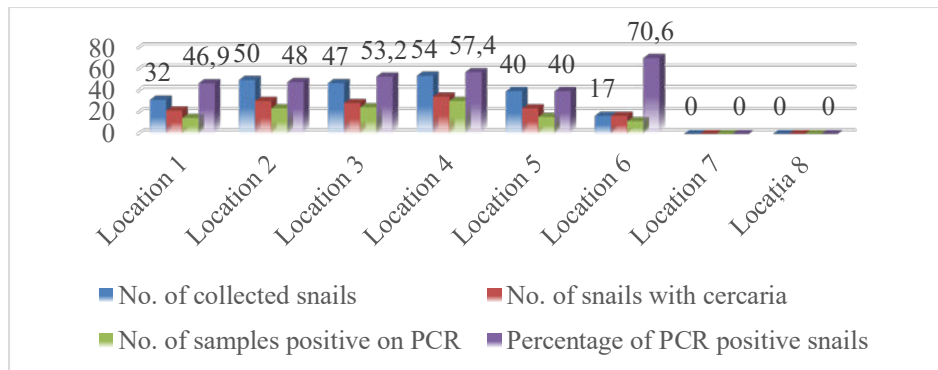 80
60
40
20
0
32 46,9 50 48 47 53,2 54 57,4 40 40 17 70,6 0 0 0 0
Location 1
Location 2
Location 3
Location 4
Location 5
Location 6
Location 7
Locația 8
No. of collected snails
No. of snails with cercaria
No. of samples positive on PCR
Percentage of PCR positive snails